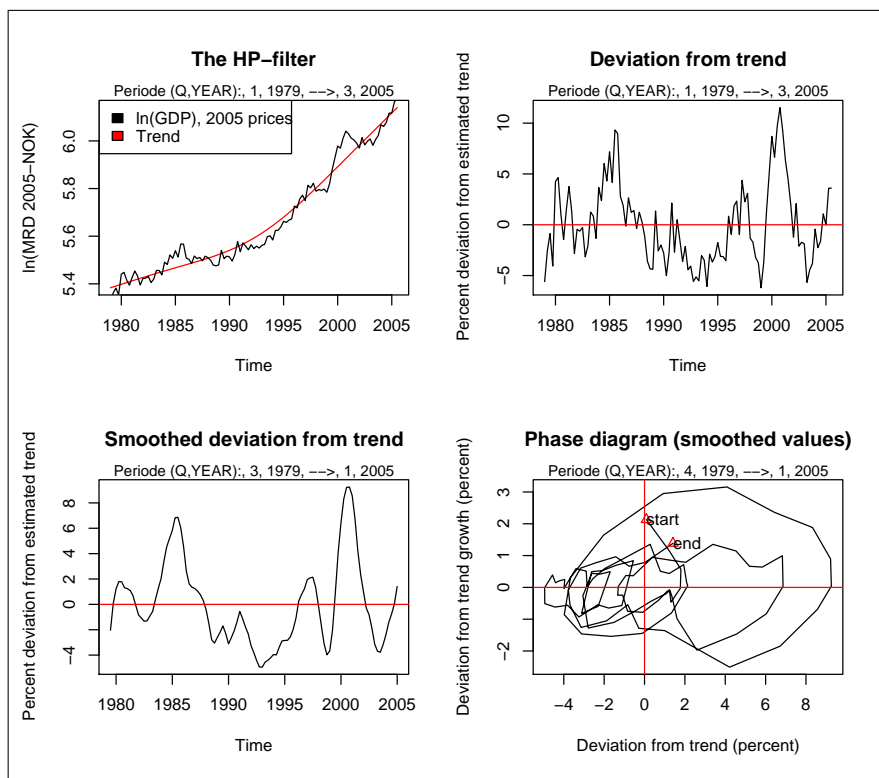 The HP−filter
Periode (Q,YEAR):, 1, 1979, −−>, 3, 2005
ln(GDP), 2005 prices
Trend
ln(MRD 2005−NOK)
5.4 5.6 5.8 6.0
1980 1985 1990 1995 2000 2005
Time
Deviation from trend
Periode (Q,YEAR):, 1, 1979, −−>, 3, 2005
Percent deviation from estimated trend
−5 0 5 10
1980 1985 1990 1995 2000 2005
Time
Smoothed deviation from trend
Periode (Q,YEAR):, 3, 1979, −−>, 1, 2005
Percent deviation from estimated trend
−4 0 2 4 6 8
1980 1985 1990 1995 2000 2005
Time
Phase diagram (smoothed values)
Periode (Q,YEAR):, 4, 1979, −−>, 1, 2005
Deviation from trend growth (percent)
−2 0 1 2 3
start
end
−4 −2 0 2 4 6 8
Deviation from trend (percent)